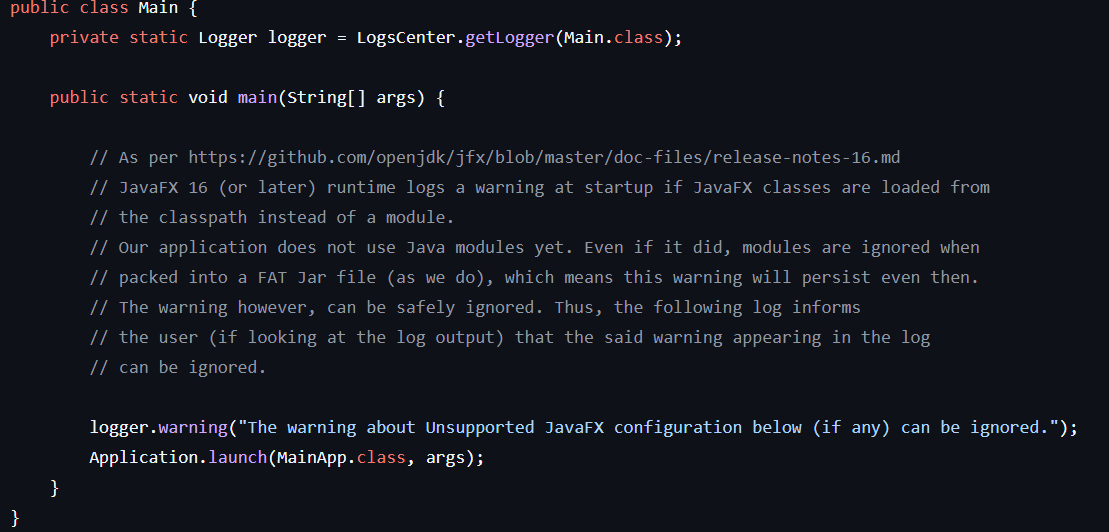 public class Main {
private static Logger logger = LogsCenter.getLogger(Main.class);
public static void main(String[] args) {
// As per https://github.com/openjdk/jfx/blob/master/doc-files/release-notes-16.md
// JavaFX 16 (or later) runtime logs a warning at startup if JavaFX classes are loaded from
// the classpath instead of a module.
// Our application does not use Java modules yet. Even if it did, modules are ignored when
// packed into a FAT Jar file (as we do), which means this warning will persist even then.
// The warning however, can be safely ignored. Thus, the following log informs
// the user (if looking at the log output) that the said warning appearing in the log
// can be ignored.
logger.warning("The warning about Unsupported JavaFX configuration below (if any) can be ignored.");
Application.launch(MainApp.class, args);
}
}